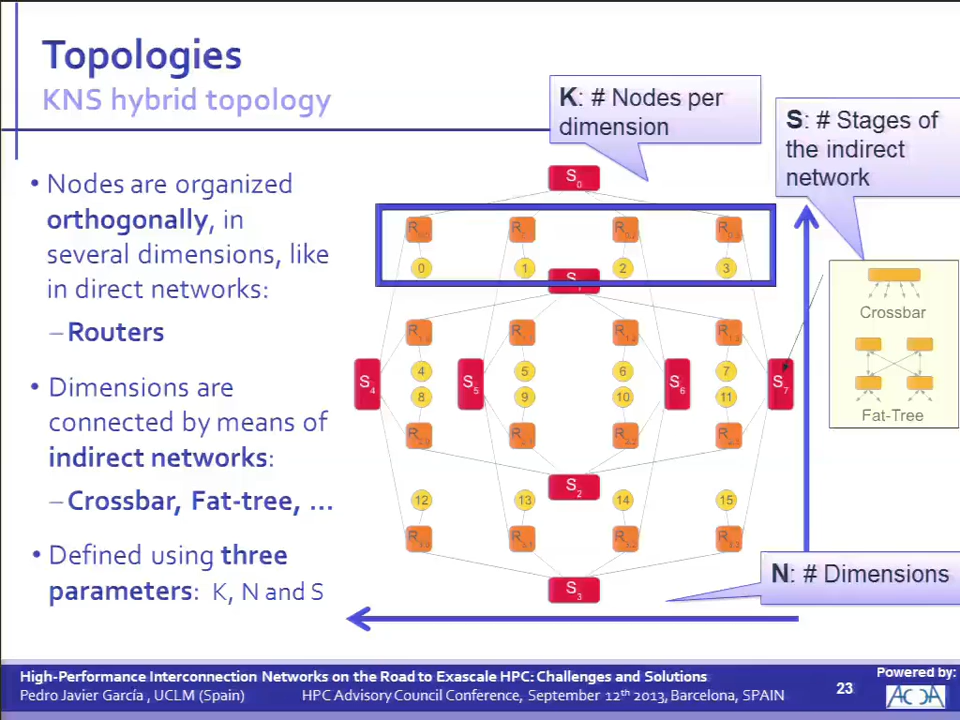 Topologies
KNS hybrid topology
K: # Nodes per
dimension
S: # Stages of
the indirect
network
• Nodes are organized
orthogonally, in
several dimensions, like
in direct networks:
– Routers
• Dimensions are
connected by means of
indirect networks:
– Crossbar, Fat-tree, ...
• Defined using three
parameters: K, N and S
S0
R R R R
0 1 2 3
S
R R R R
4 5 6 7
S4 S5 S6 S7
8 9 10 11
R R R R
S2
12 13 14 15
R R R R
S3
Crossbar
Fat-Tree
N: # Dimensions
High-Performance Interconnection Networks on the Road to Exascale HPC: Challenges and Solutions
Pedro Javier García , UCLM (Spain) HPC Advisory Council Conference, September 12th 2013, Barcelona, SPAIN
23
Powered by: